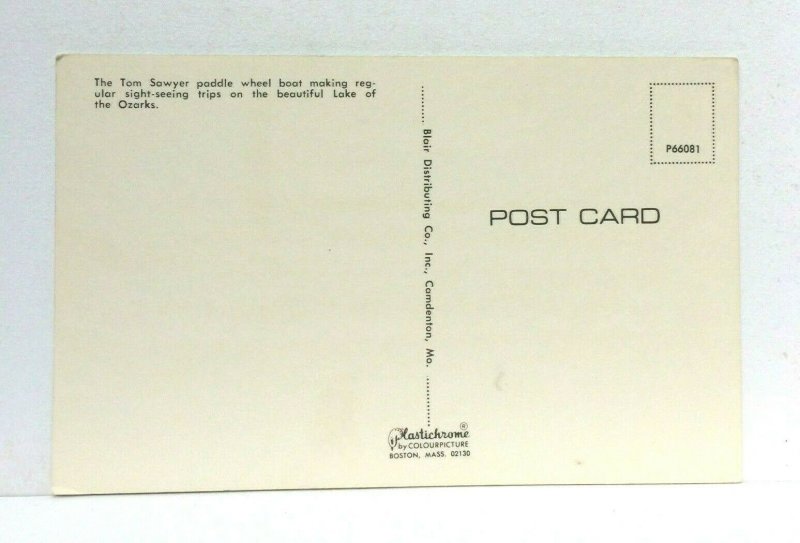 The Tom Sawyer paddle wheel boat making reg-
ular sight-seeing trips on the beautiful Lake of
the Ozarks.
Blair Distributing Co., Inc., Camdenton, Mo.
P66081
POST CARD
Plastichrome®
by COLOURPICTURE
BOSTON, MASS. 02130